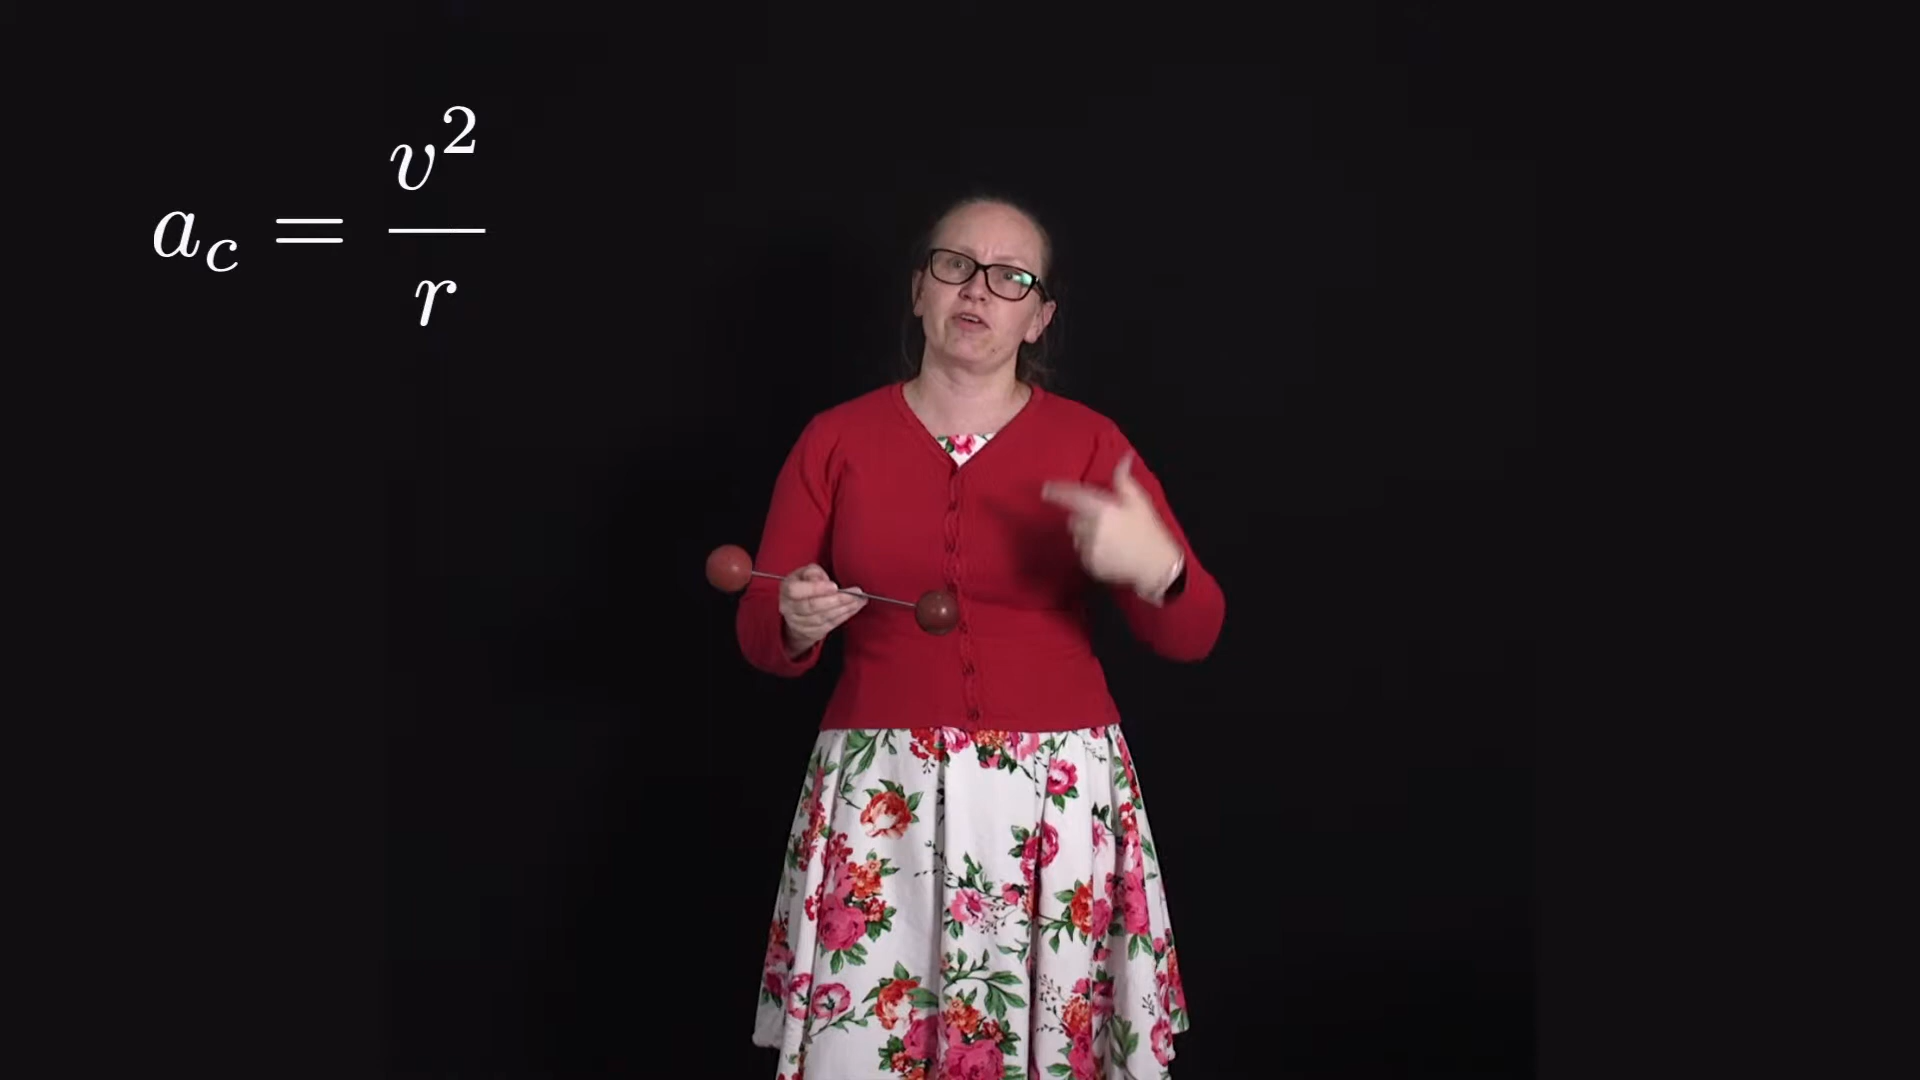 a_c = v^2/r